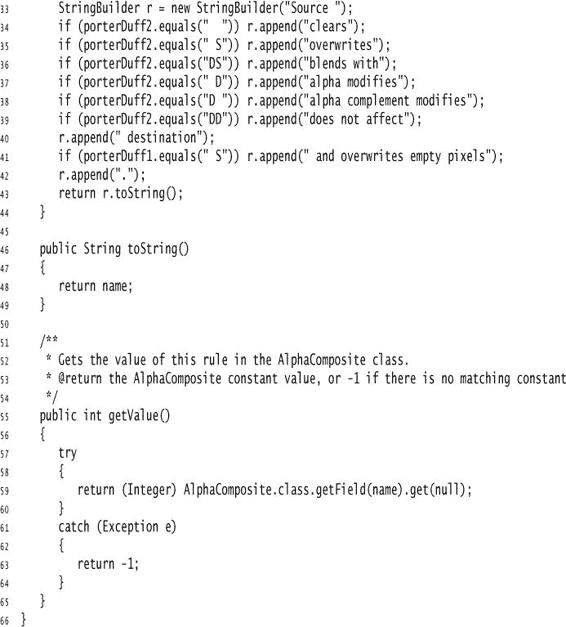 33 StringBuilder r = new StringBuilder("Source ");
34 if (porterDuff2.equals("  ")) r.append("clears");
35 if (porterDuff2.equals(" S")) r.append("overwrites");
36 if (porterDuff2.equals("DS")) r.append("blends with");
37 if (porterDuff2.equals(" D")) r.append("alpha modifies");
38 if (porterDuff2.equals("D ")) r.append("alpha complement modifies");
39 if (porterDuff2.equals("DD")) r.append("does not affect");
40 r.append(" destination");
41 if (porterDuff1.equals(" S")) r.append(" and overwrites empty pixels");
42 r.append(".");
43 return r.toString();
44 }
45
46 public String toString()
47 {
48 return name;
49 }
50
51 /**
52 * Gets the value of this rule in the AlphaComposite class.
53 * @return the AlphaComposite constant value, or -1 if there is no matching constant
54 */
55 public int getValue()
56 {
57 try
58 {
59 return (Integer) AlphaComposite.class.getField(name).get(null);
60 }
61 catch (Exception e)
62 {
63 return -1;
64 }
65 }
66 }